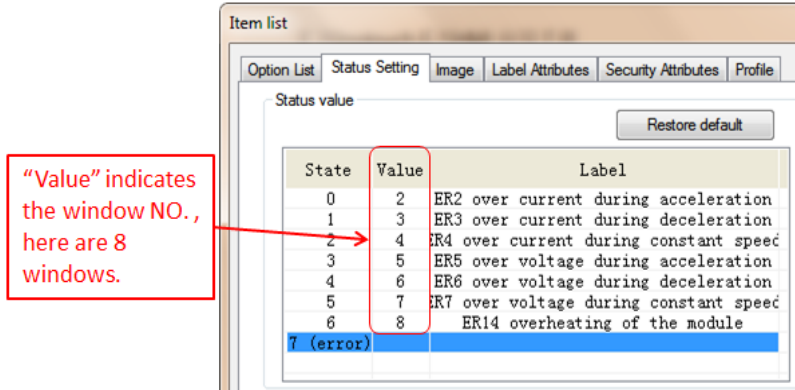 Item list
Option List Status Setting Image Label Attributes Security Attributes Profile
Status value
Restore default
State Value Label
0 2 ER2 over current during acceleration
1 3 ER3 over current during deceleration
2 4 ER4 over current during constant speed
3 5 ER5 over voltage during acceleration
4 6 ER6 over voltage during deceleration
5 7 ER7 over voltage during constant speed
6 8 ER14 overheating of the module
7 (error)
“Value” indicates
the window NO. ,
here are 8
windows.